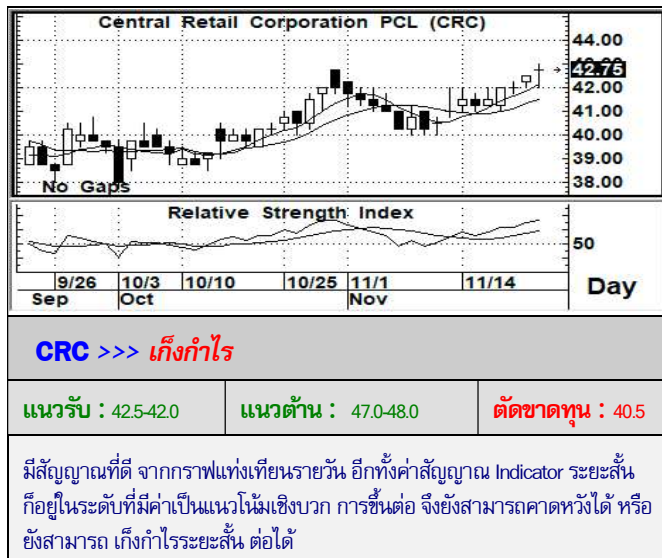 Central Retail Corporation PCL (CRC)
44.00
42.75
42.00
41.00
40.00
39.00
38.00
No Gaps
Relative Strength Index
50
9/26 10/3 10/10 10/25 11/1 11/14
Sep Oct Nov
Day
CRC >>> เก็งกำไร
แนวรับ : 42.5-42.0 แนวต้าน : 47.0-48.0 ตัดขาดทุน : 40.5
มีสัญญาณที่ดี จากกราฟแท่งเทียนรายวัน อีกทั้งค่าสัญญาณ Indicator ระยะสั้น
ก็อยู่ในระดับที่มีค่าเป็นแนวโน้มเชิงบวก การขึ้นต่อ จึงยังสามารถคาดหวังได้ หรือ
ยังสามารถ เก็งกำไรระยะสั้น ต่อได้